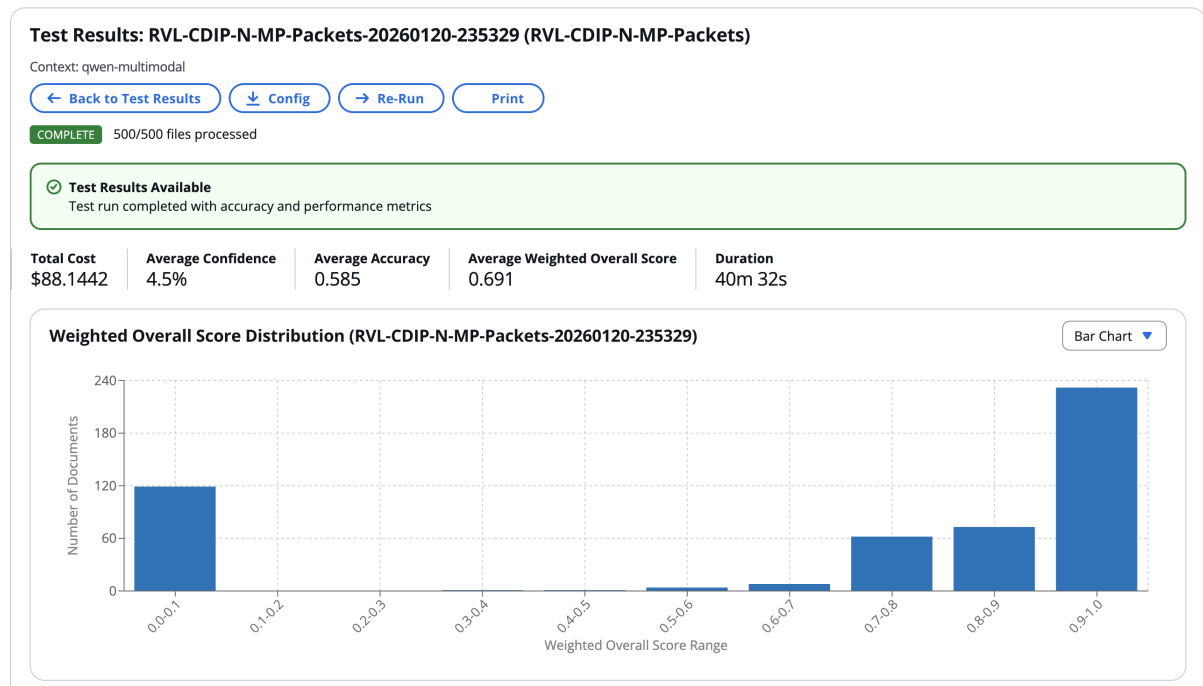 Test Results: RVL-CDIP-N-MP-Packets-20260120-235329 (RVL-CDIP-N-MP-Packets)
Context: qwen-multimodal
Back to Test Results
Config
Re-Run
Print
COMPLETE 500/500 files processed
Test Results Available
Test run completed with accuracy and performance metrics
Total Cost
$88.1442
Average Confidence
4.5%
Average Accuracy
0.585
Average Weighted Overall Score
0.691
Duration
40m 32s
Weighted Overall Score Distribution (RVL-CDIP-N-MP-Packets-20260120-235329)
Bar Chart
Number of Documents
240
180
120
60
0
0.0-0.1
0.1-0.2
0.2-0.3
0.3-0.4
0.4-0.5
0.5-0.6
0.6-0.7
0.7-0.8
0.8-0.9
0.9-1.0
Weighted Overall Score Range